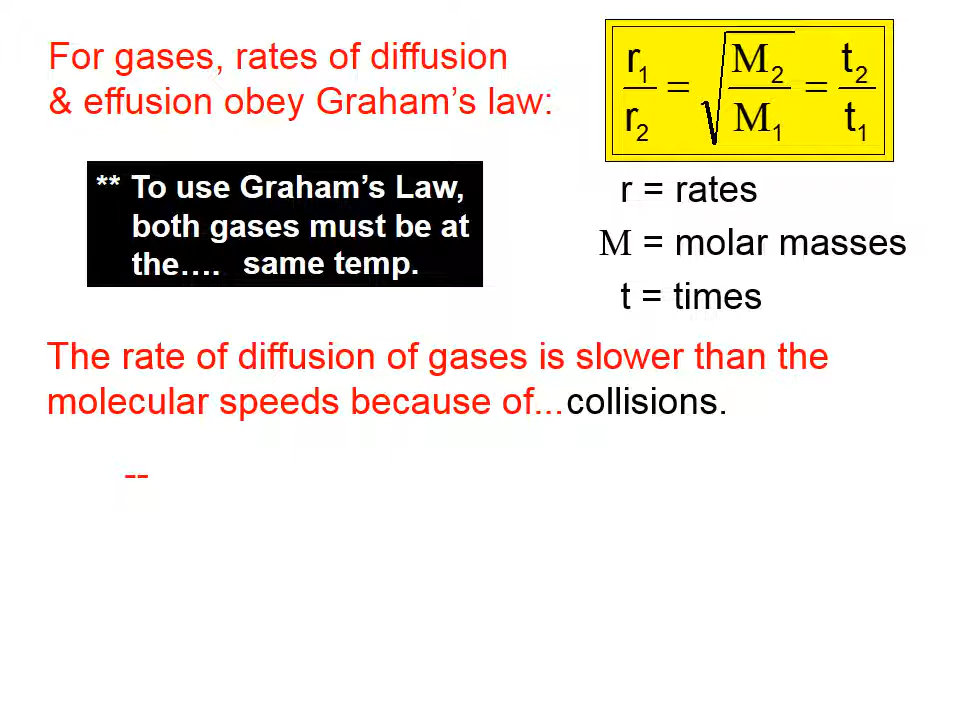 For gases, rates of diffusion
& effusion obey Graham's law:
r₁/r₂ = √(M₂/M₁) = t₂/t₁
** To use Graham's Law,
both gases must be at
the…. same temp.
r = rates
M = molar masses
t = times
The rate of diffusion of gases is slower than the
molecular speeds because of...collisions.
--